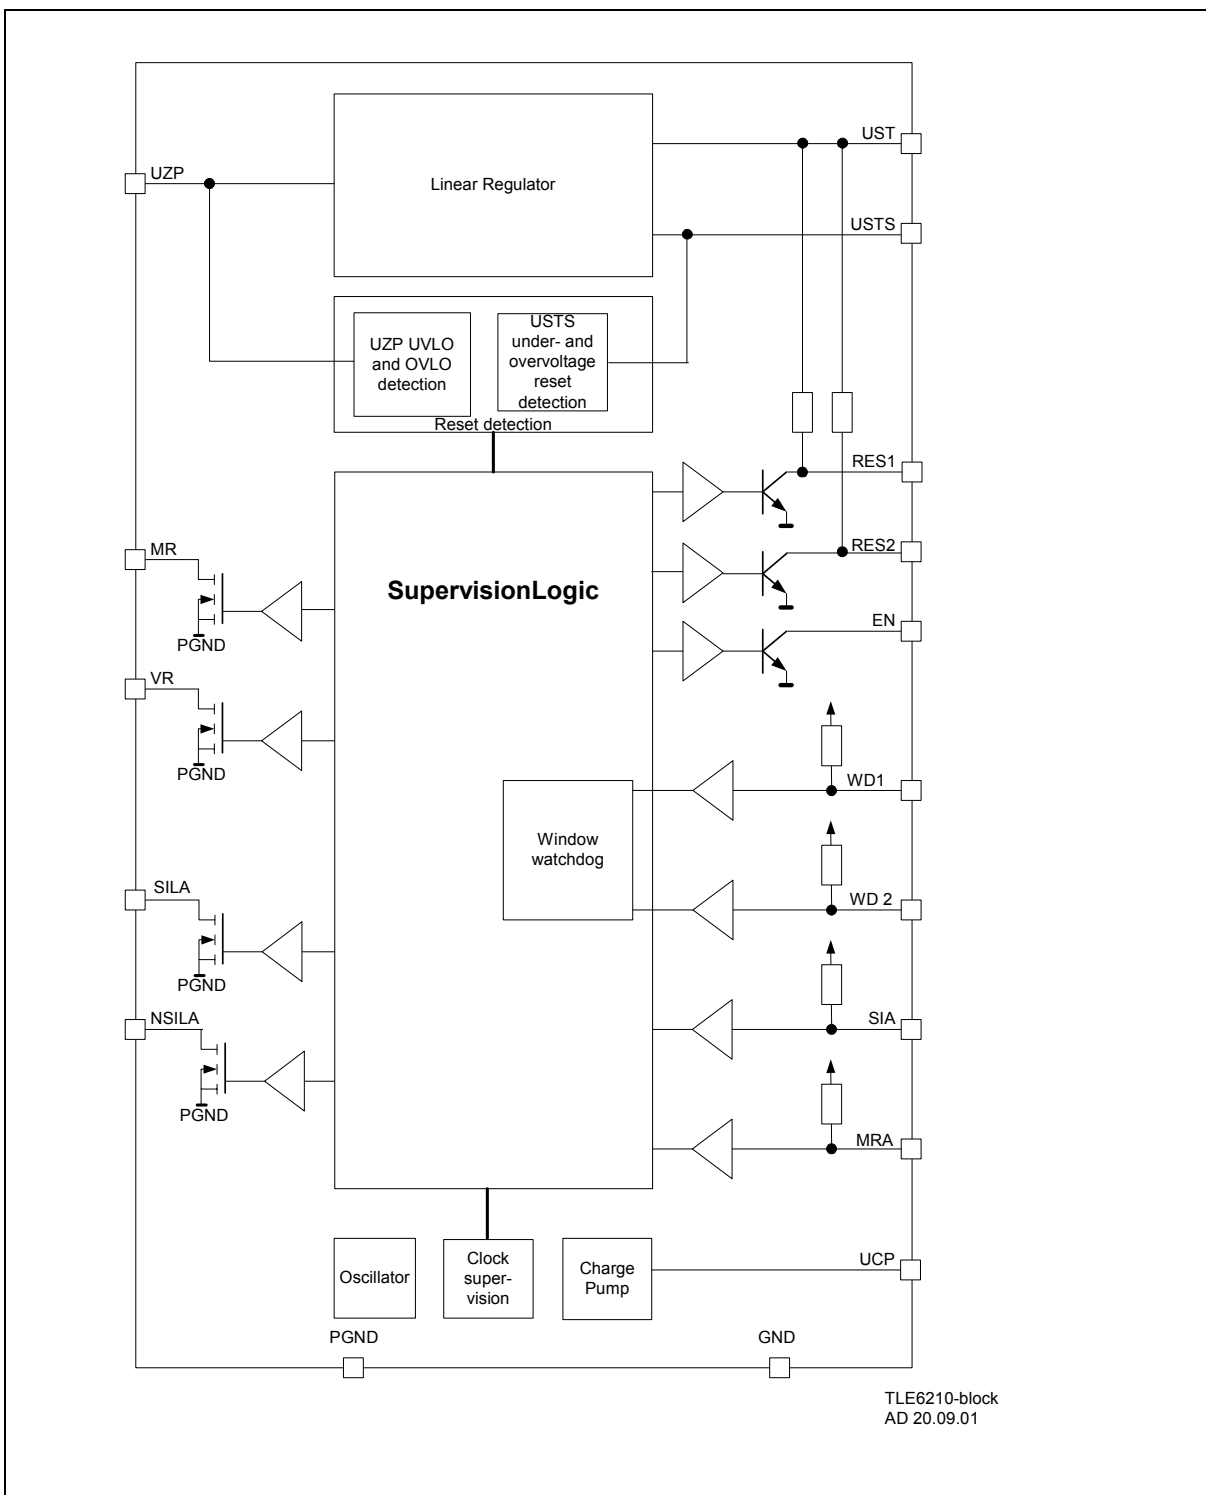 UST
UZP
Linear Regulator
USTS
UZP UVLO
and OVLO
detection
USTS
under- and
overvoltage
reset
detection
Reset detection
RES1
MR
RES2
SupervisionLogic
EN
PGND
VR
PGND
WD1
Window
watchdog
SILA
WD 2
PGND
NSILA
SIA
PGND
MRA
Oscillator
Clock
super-
vision
Charge
Pump
UCP
PGND
GND
TLE6210-block
AD 20.09.01